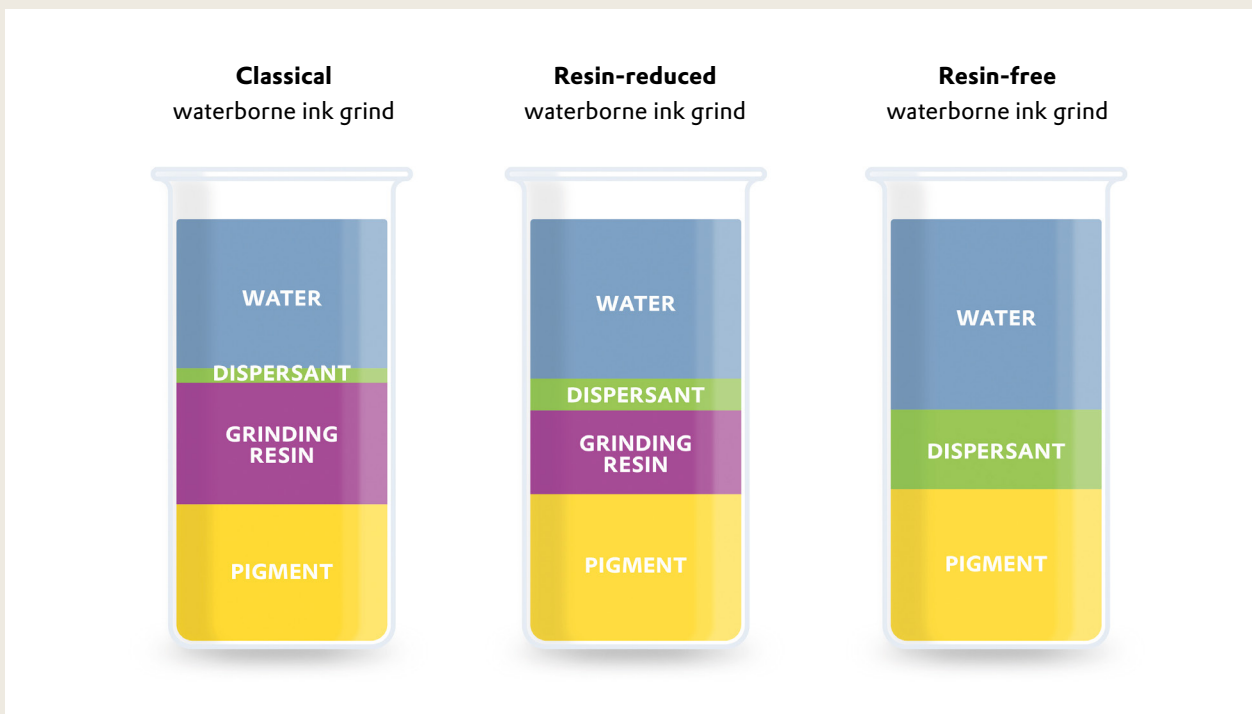 Classical
waterborne ink grind
WATER
DISPERSANT
GRINDING
RESIN
PIGMENT
Resin-reduced
waterborne ink grind
WATER
DISPERSANT
GRINDING
RESIN
PIGMENT
Resin-free
waterborne ink grind
WATER
DISPERSANT
PIGMENT